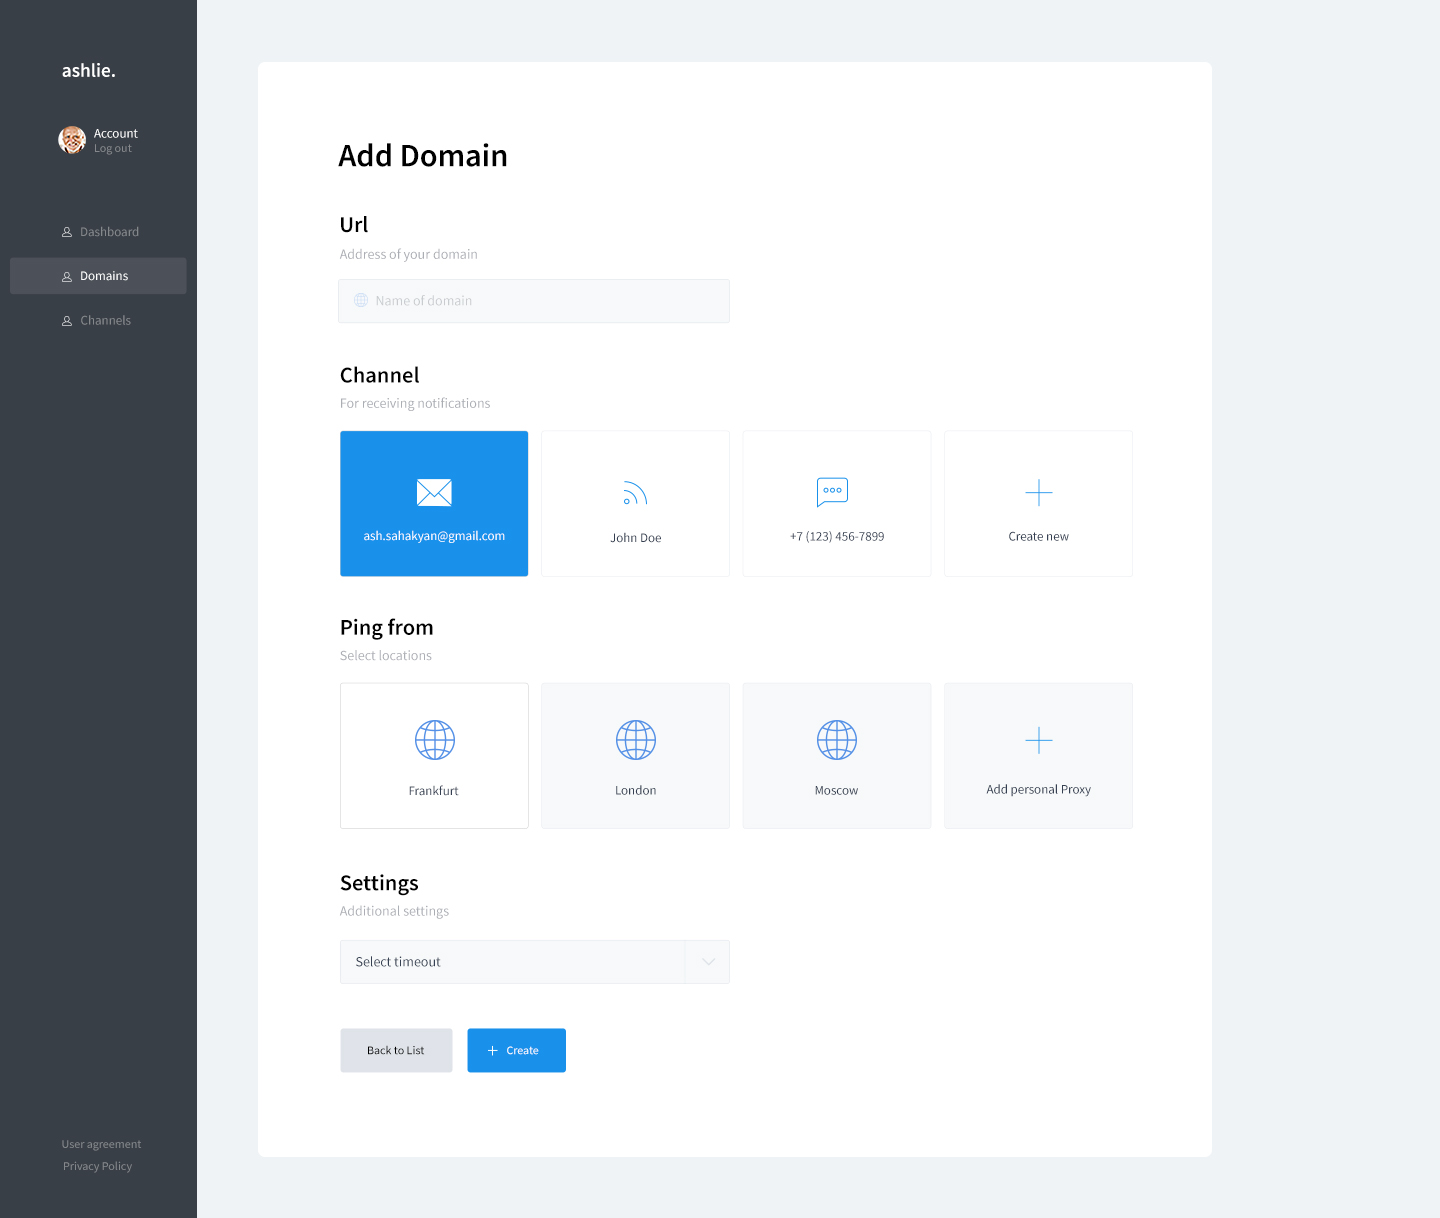 ashlie.
Account
Log out
Dashboard
Domains
Channels
User agreement
Privacy Policy
Add Domain
Url
Address of your domain
Name of domain
Channel
For receiving notifications
ash.sahakyan@gmail.com
John Doe
+7 (123) 456-7899
Create new
Ping from
Select locations
Frankfurt
London
Moscow
Add personal Proxy
Settings
Additional settings
Select timeout
Back to List
Create